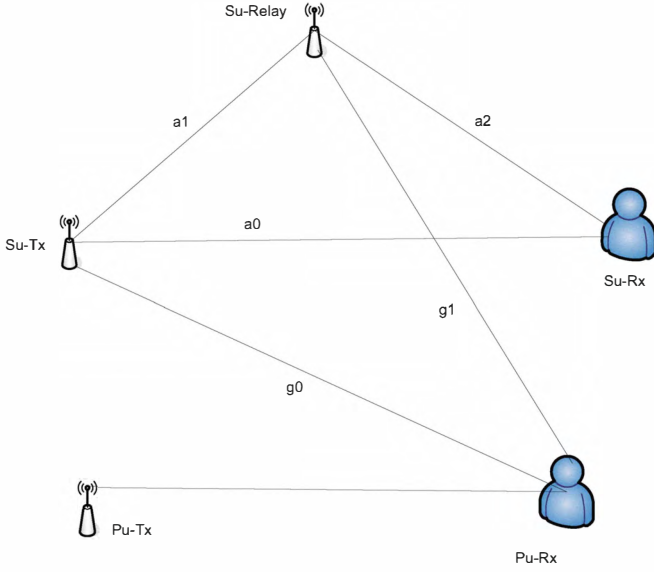 Su-Relay
a1
a2
a0
Su-Tx
Su-Rx
g1
g0
Pu-Tx
Pu-Rx